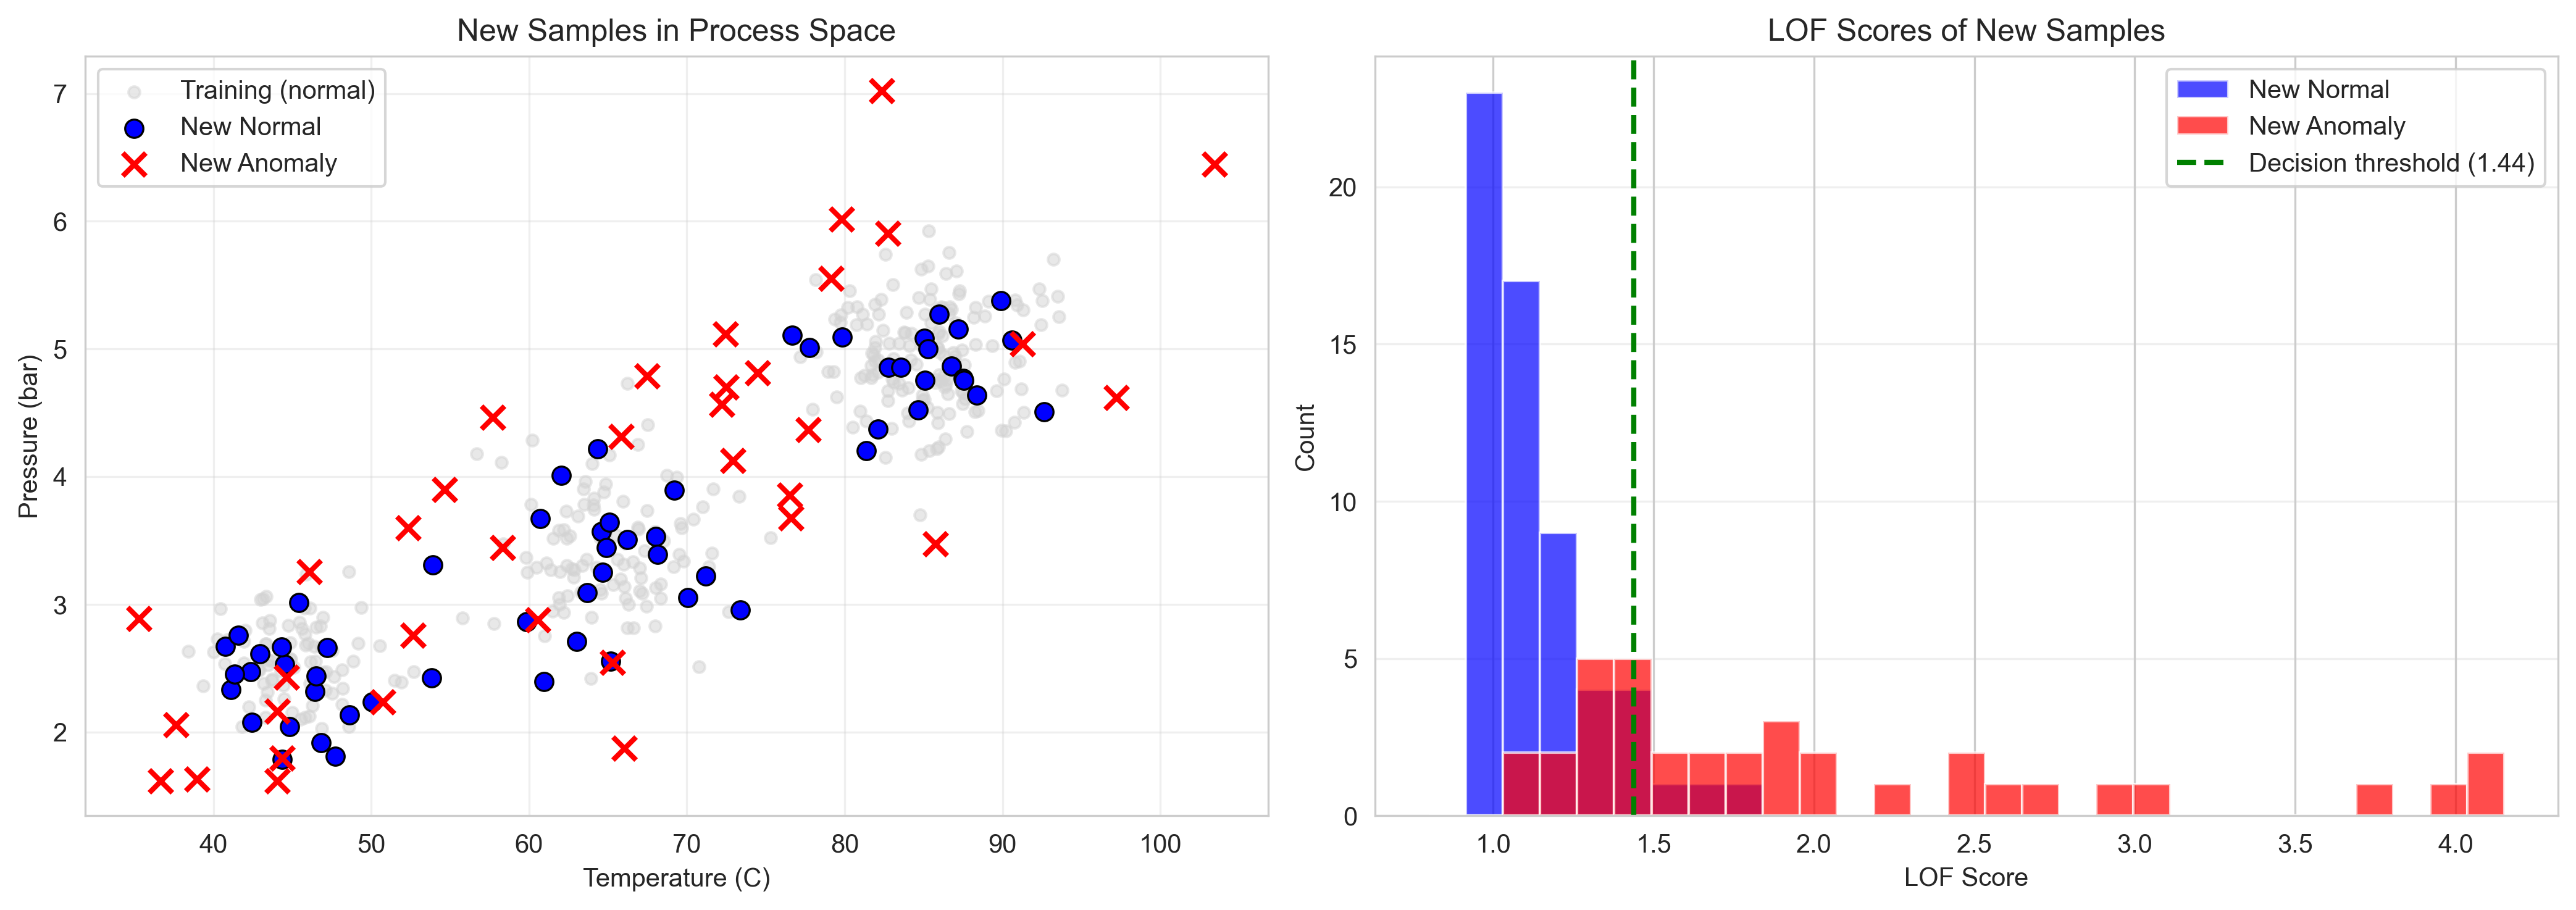 New Samples in Process Space
Training (normal)
New Normal
New Anomaly
7
6
5
4
3
2
Pressure (bar)
40 50 60 70 80 90 100
Temperature (C)
LOF Scores of New Samples
New Normal
New Anomaly
Decision threshold (1.44)
20
15
10
5
0
Count
1.0 1.5 2.0 2.5 3.0 3.5 4.0
LOF Score